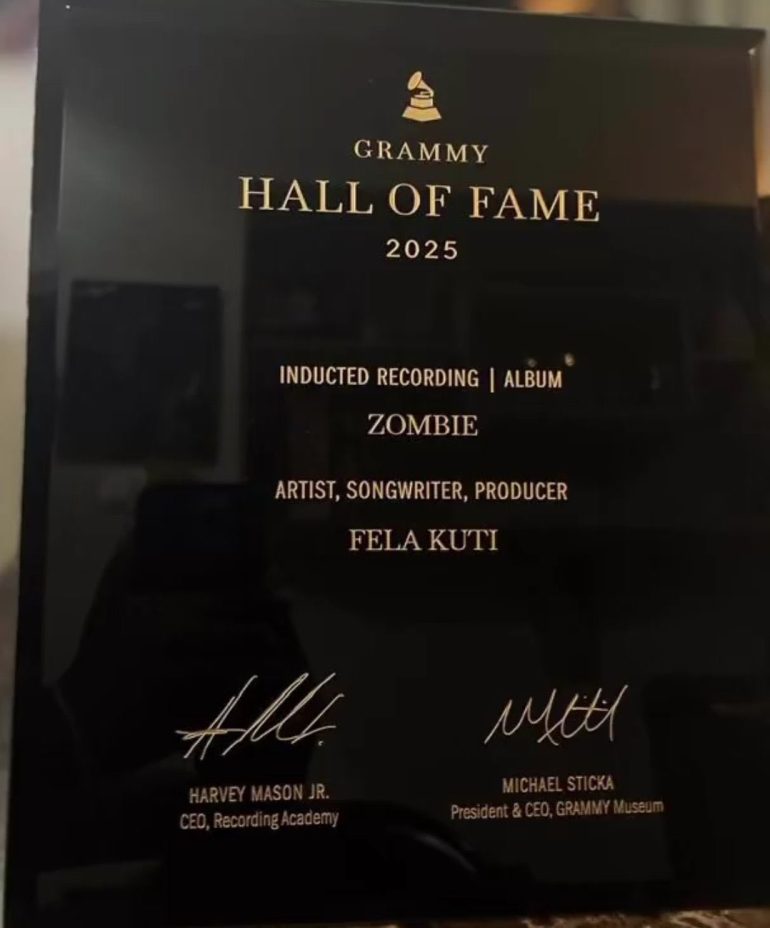 GRAMMY
HALL OF FAME
2025
INDUCTED RECORDING | ALBUM
ZOMBIE
ARTIST, SONGWRITER, PRODUCER
FELA KUTI
HARVEY MASON JR.
CEO, Recording Academy
MICHAEL STICKA
President & CEO, GRAMMY Museum